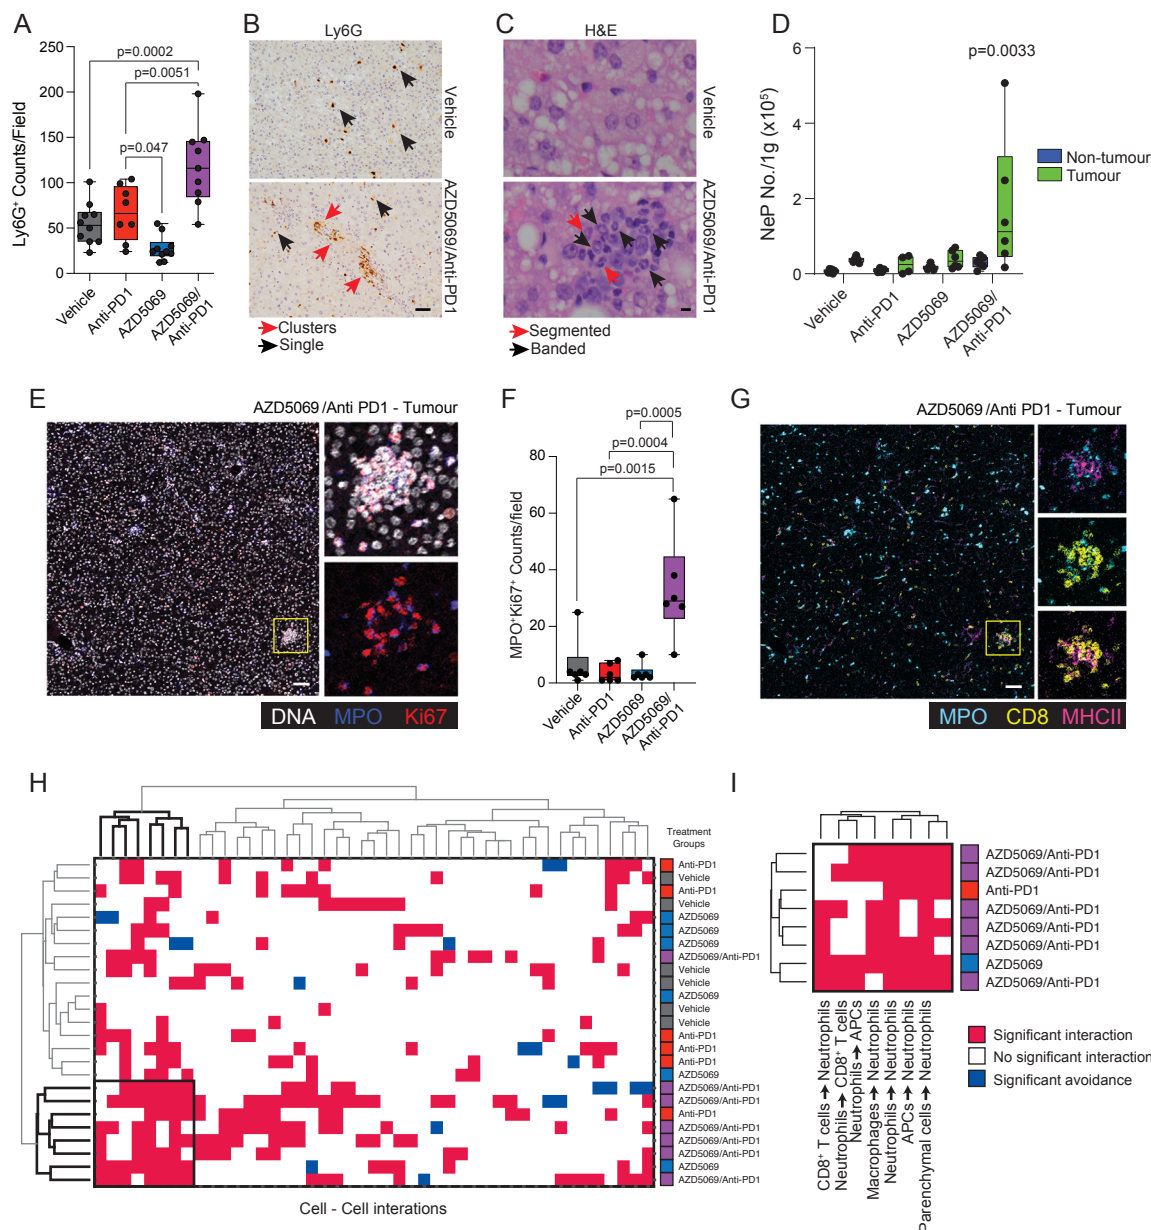 A
Ly6G+ Counts/Field
250
200
150
100
50
0
p=0.0002
p=0.0051
p=0.047
Vehicle
Anti-PD1
AZD5069
AZD5069/
Anti-PD1
B
Ly6G
Vehicle
AZD5069/Anti-PD1
Clusters
Single
C
H&E
Vehicle
AZD5069/Anti-PD1
Segmented
Banded
D
NeP No./1g (x10⁵)
6
4
2
0
p=0.0033
Non-tumour
Tumour
Vehicle
Anti-PD1
AZD5069
AZD5069/
Anti-PD1
E
AZD5069/Anti PD1 - Tumour
DNA MPO Ki67
F
MPO+Ki67+ Counts/field
80
60
40
20
0
p=0.0005
p=0.0004
p=0.0015
Vehicle
Anti-PD1
AZD5069
AZD5069/
Anti-PD1
G
AZD5069/Anti PD1 - Tumour
MPO CD8 MHCII
H
Treatment
Groups
Anti-PD1
Vehicle
Anti-PD1
Vehicle
AZD5069
AZD5069
AZD5069
AZD5069/Anti-PD1
Vehicle
Vehicle
AZD5069
Vehicle
Vehicle
Anti-PD1
Anti-PD1
Anti-PD1
AZD5069
AZD5069/Anti-PD1
AZD5069/Anti-PD1
Anti-PD1
AZD5069/Anti-PD1
AZD5069/Anti-PD1
AZD5069/Anti-PD1
AZD5069
AZD5069/Anti-PD1
Cell - Cell interations
I
AZD5069/Anti-PD1
AZD5069/Anti-PD1
Anti-PD1
AZD5069/Anti-PD1
AZD5069/Anti-PD1
AZD5069/Anti-PD1
AZD5069
AZD5069/Anti-PD1
CD8+ T cells→Neutrophils
Neutrophils→CD8+ T cells
Neutrophils→APCs
Macrophages→Neutrophils
Neutrophils→Neutrophils
APCs→Neutrophils
Parenchymal cells→Neutrophils
Significant interaction
No significant interaction
Significant avoidance